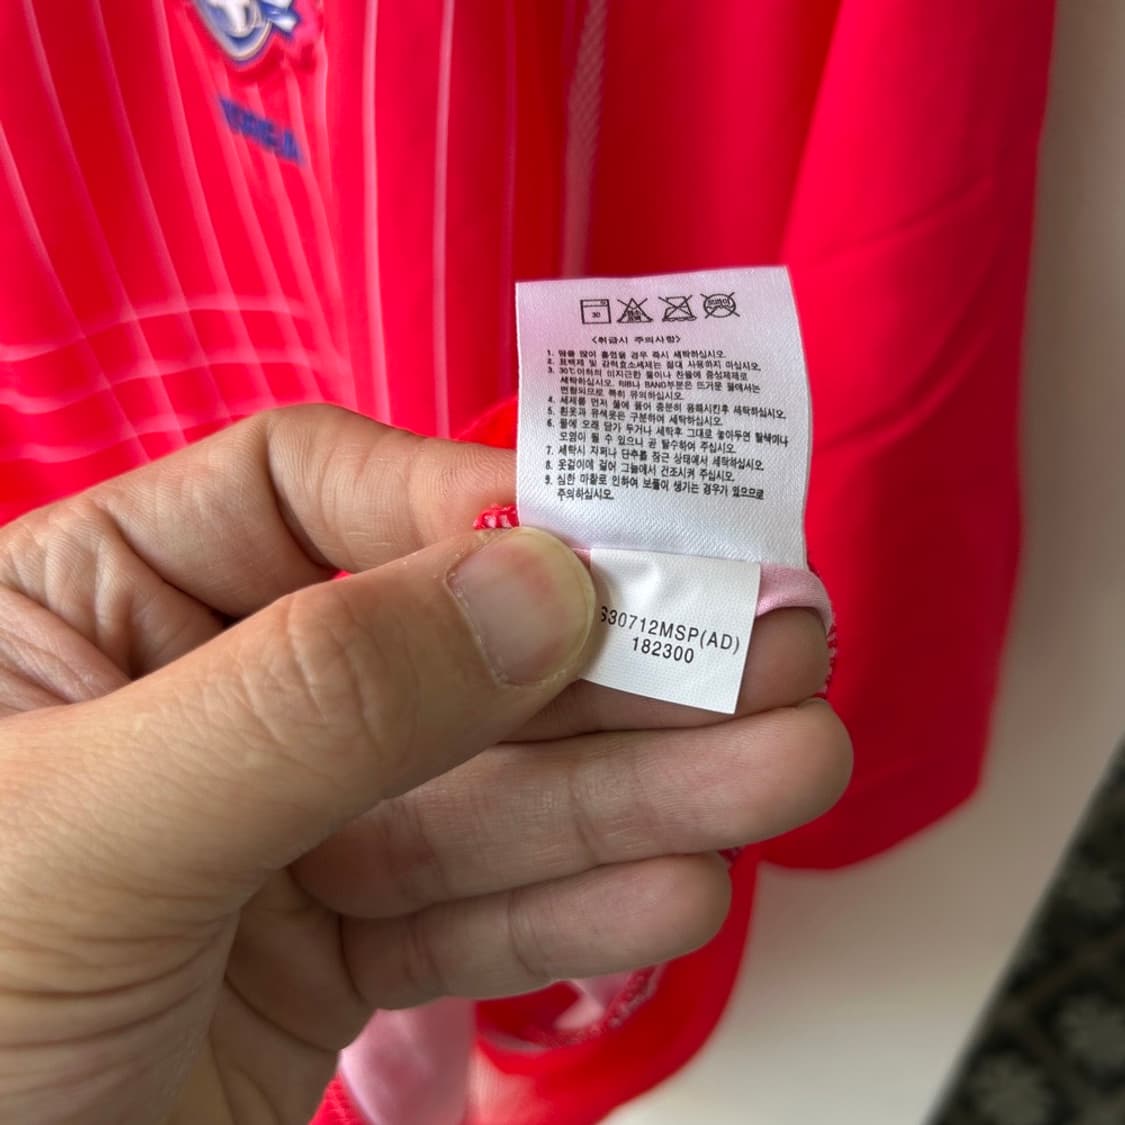 KOREA
30
염소
표백
드라이
<취급시 주의사항>
1. 땀을 많이 흘렸을 경우 즉시 세탁하십시오.
2. 표백제 및 강력효소세제는 절대 사용하지 마십시오.
3. 30℃이하의 미지근한 물이나 찬물에 중성세제로
세탁하십시오. RIB나 BAND부분은 뜨거운 물에서는
변형되므로 특히 유의하십시오.
4. 세제를 먼저 물에 풀어 충분히 용해시킨후 세탁하십시오.
5. 흰옷과 유색옷은 구분하여 세탁하십시오.
6. 물에 오래 담가 두거나 세탁후 그대로 놓아두면 탈색이나
오염이 될 수 있으니 곧 탈수하여 주십시오.
7. 세탁시 지퍼나 단추를 잠근 상태에서 세탁하십시오.
8. 옷걸이에 걸어 그늘에서 건조시켜 주십시오.
9. 심한 마찰로 인하여 보풀이 생기는 경우가 있으므로
주의하십시오.
S30712MSP(AD)
182300